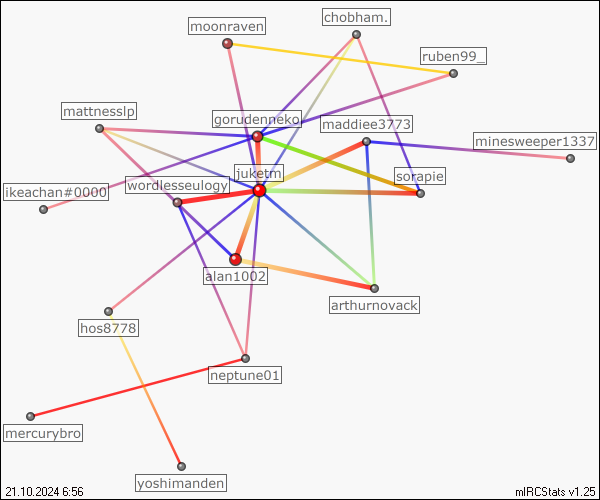 chobham.
moonraven
ruben99_
mattnesslp
gorudenneko
maddiee3773
minesweeper1337
juketm
sorapie
ikeachan#0000
wordlesseulogy
alan1002
arthurnovack
hos8778
neptune01
mercurybro
yoshimanden
21.10.2024 6:56
mIRCStats v1.25